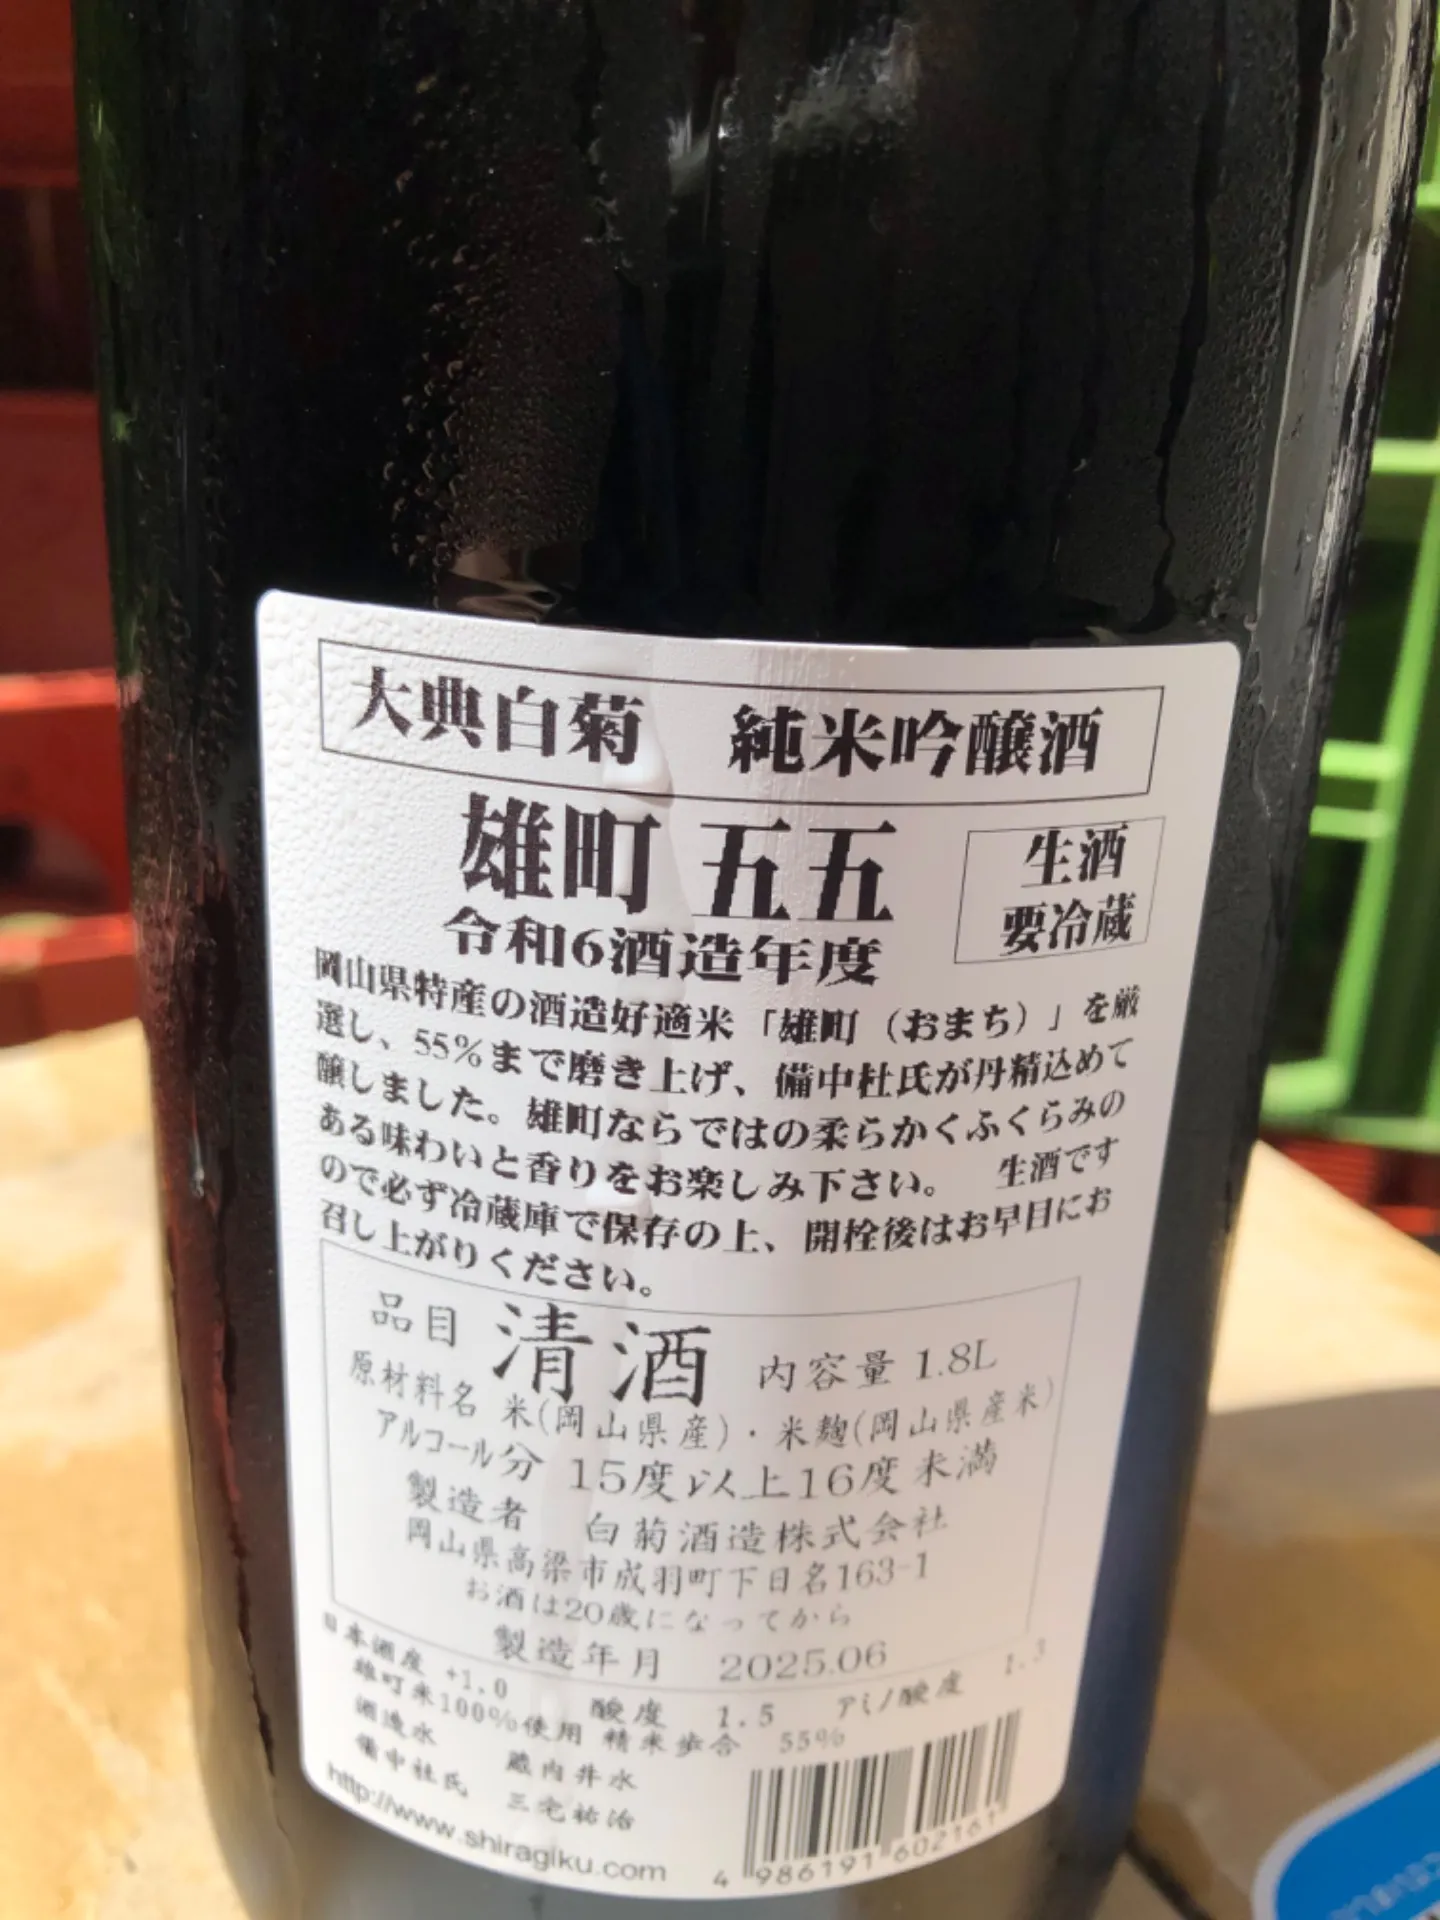 大典白菊　純米吟醸酒
雄町 五五
生酒
要冷蔵
令和6酒造年度
岡山県特産の酒造好適米「雄町（おまち）」を厳
選し、55%まで磨き上げ、備中杜氏が丹精込めて
醸しました。雄町ならではの柔らかくふくらみの
ある味わいと香りをお楽しみ下さい。　生酒です
ので必ず冷蔵庫で保存の上、開栓後はお早目にお
召し上がりください。
品目 清酒 内容量 1.8L
原材料名 米(岡山県産)・米麹(岡山県産米)
アルコール分 15度以上16度未満
製造者 白菊酒造株式会社
岡山県高梁市成羽町下日名163-1
お酒は20歳になってから
製造年月 2025.06
日本酒度 +1.0 酸度 1.5 アミノ酸度 1.3
雄町米100%使用 精米歩合 55%
酒造水 蔵内井水
備中杜氏 三宅祐治
http://www.shiragiku.com
4 986191 602161